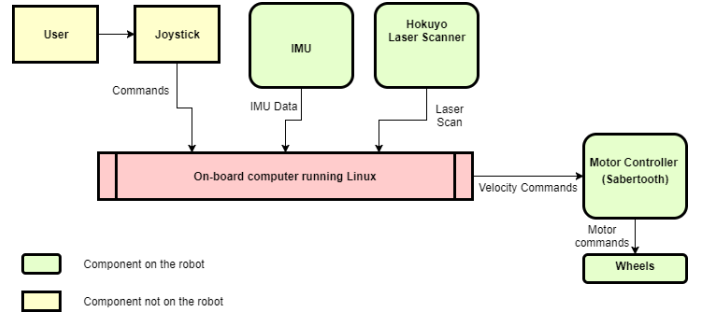 User
Joystick
IMU
Hokuyo
Laser Scanner
Commands
IMU Data
Laser
Scan
On-board computer running Linux
Velocity Commands
Motor Controller
(Sabertooth)
Motor
commands
Wheels
Component on the robot
Component not on the robot